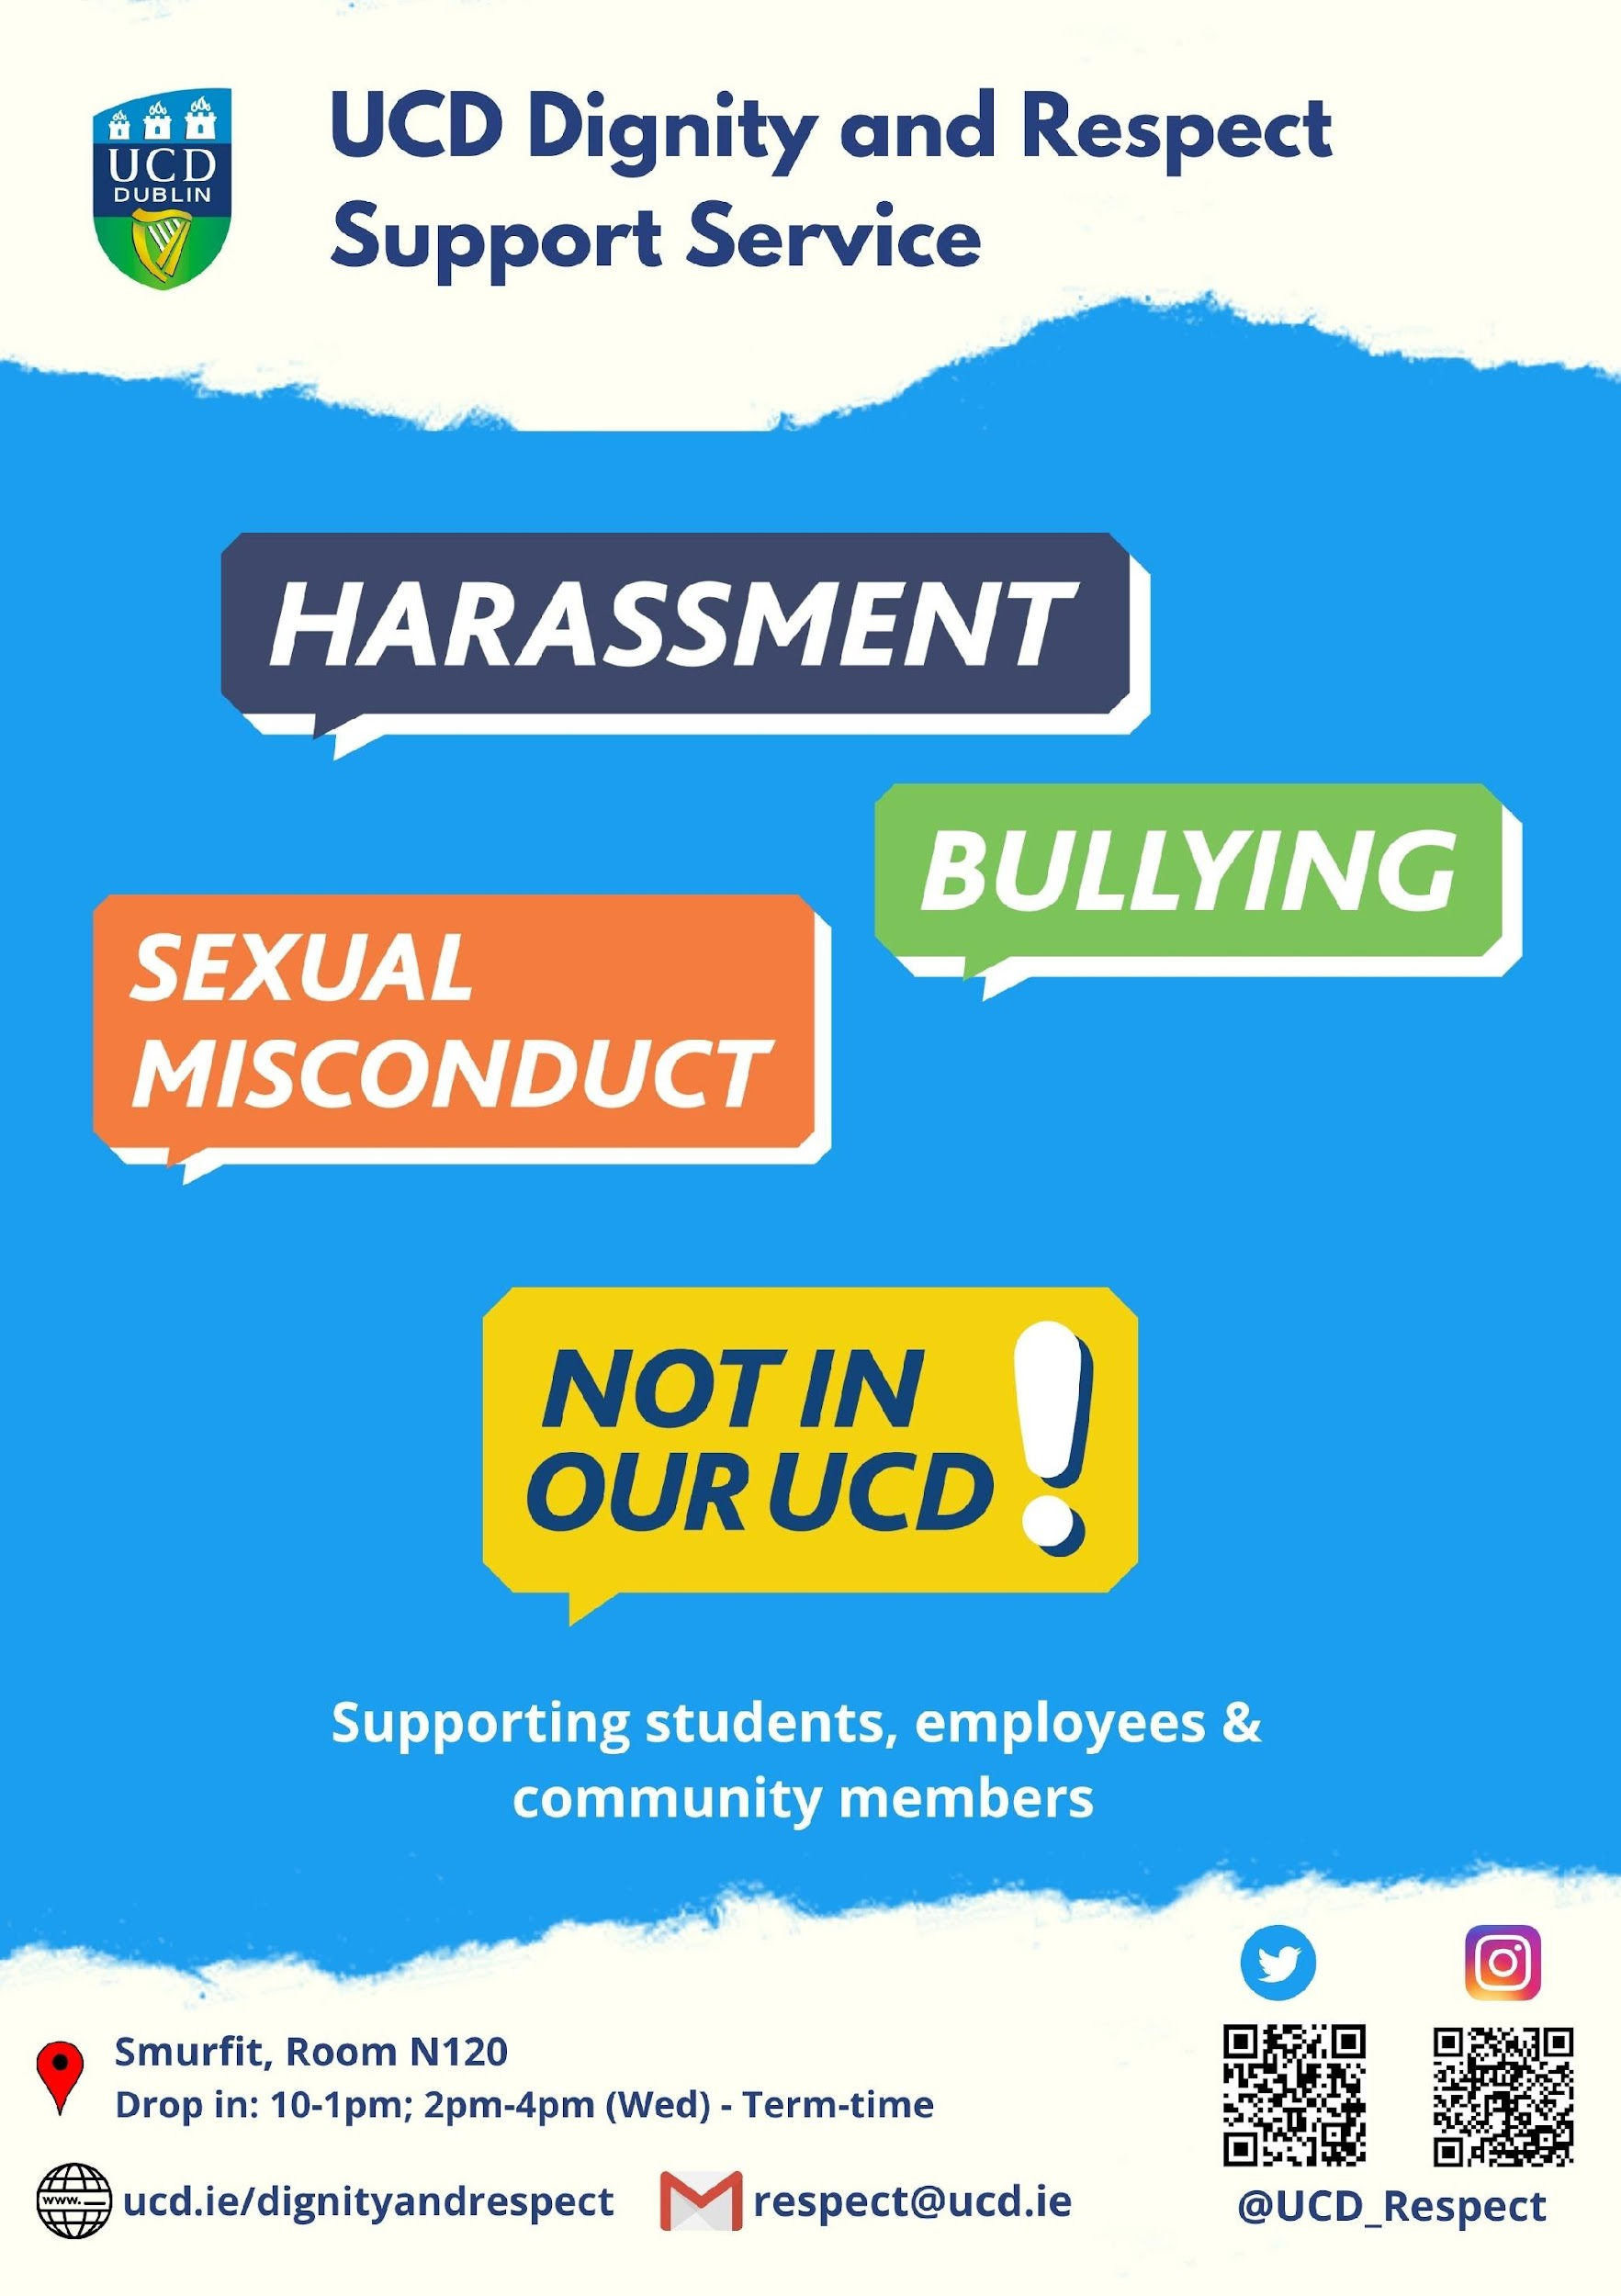 UCD
DUBLIN
UCD Dignity and Respect
Support Service
HARASSMENT
BULLYING
SEXUAL
MISCONDUCT
NOT IN
OUR UCD!
Supporting students, employees &
community members
Smurfit, Room N120
Drop in: 10-1pm; 2pm-4pm (Wed) - Term-time
www.
ucd.ie/dignityandrespect
respect@ucd.ie
@UCD_Respect